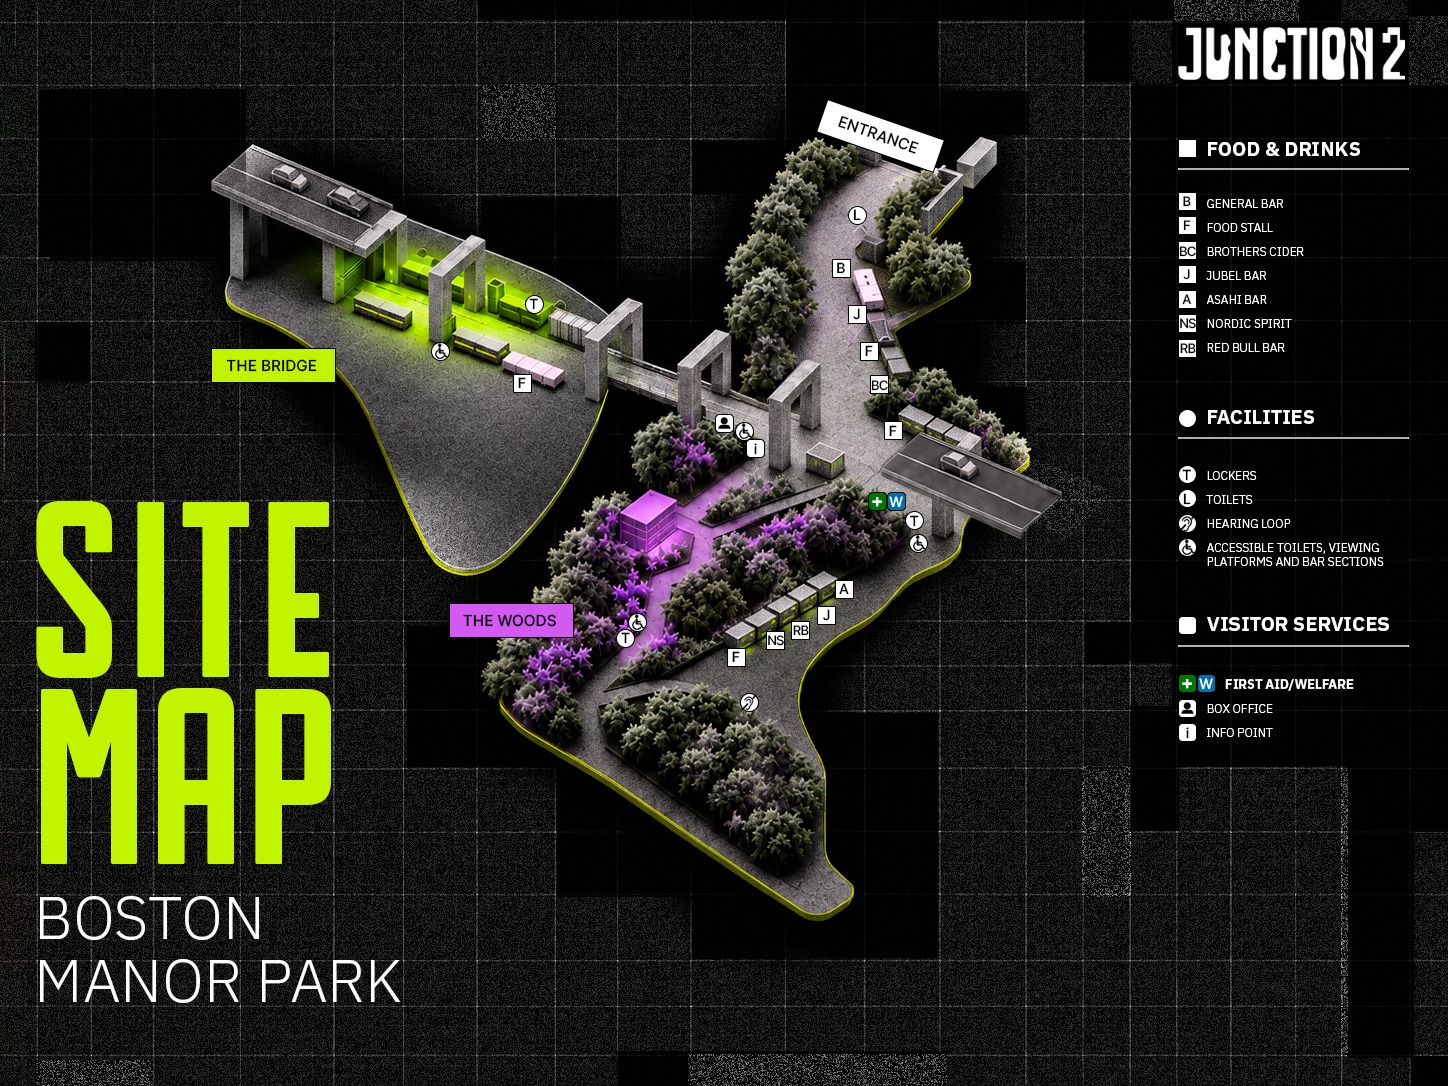 JUNCTION 2
ENTRANCE
FOOD & DRINKS
B GENERAL BAR
F FOOD STALL
BC BROTHERS CIDER
J JUBEL BAR
A ASAHI BAR
NS NORDIC SPIRIT
RB RED BULL BAR
FACILITIES
T LOCKERS
L TOILETS
HEARING LOOP
ACCESSIBLE TOILETS, VIEWING
PLATFORMS AND BAR SECTIONS
VISITOR SERVICES
+ W FIRST AID/WELFARE
BOX OFFICE
i INFO POINT
L
B
T
J
F
THE BRIDGE
F
BC
F
i
+ W
T
A
J
THE WOODS
RB
T
NS
F
SITE
MAP
BOSTON
MANOR PARK